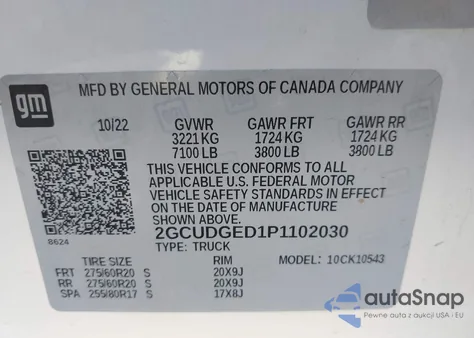 gm
MFD BY GENERAL MOTORS OF CANADA COMPANY
10/22 GVWR GAWR FRT GAWR RR
3221 KG 1724 KG 1724 KG
7100 LB 3800 LB 3800 LB
THIS VEHICLE CONFORMS TO ALL
APPLICABLE U.S. FEDERAL MOTOR
VEHICLE SAFETY STANDARDS IN EFFECT
ON THE DATE OF MANUFACTURE
SHOWN ABOVE.
8624
2GCUDGED1P1102030
TYPE: TRUCK
TIRE SIZE RIM MODEL: 10CK10543
FRT 275/60R20 S 20X9J
RR 275/60R20 S 20X9J
SPA 255/80R17 S 17X8J
autaSnap
Pewne auta z aukcji USA i EU